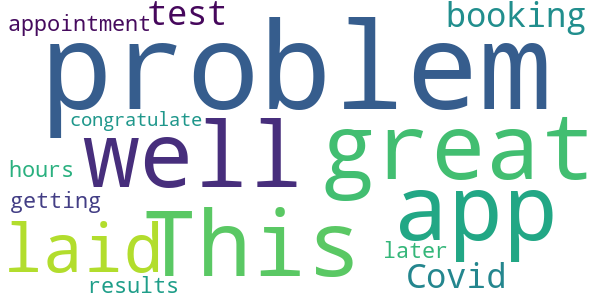 appointment test booking
problem
congratulate
well great
hours
getting app
laid This
later
results Covid